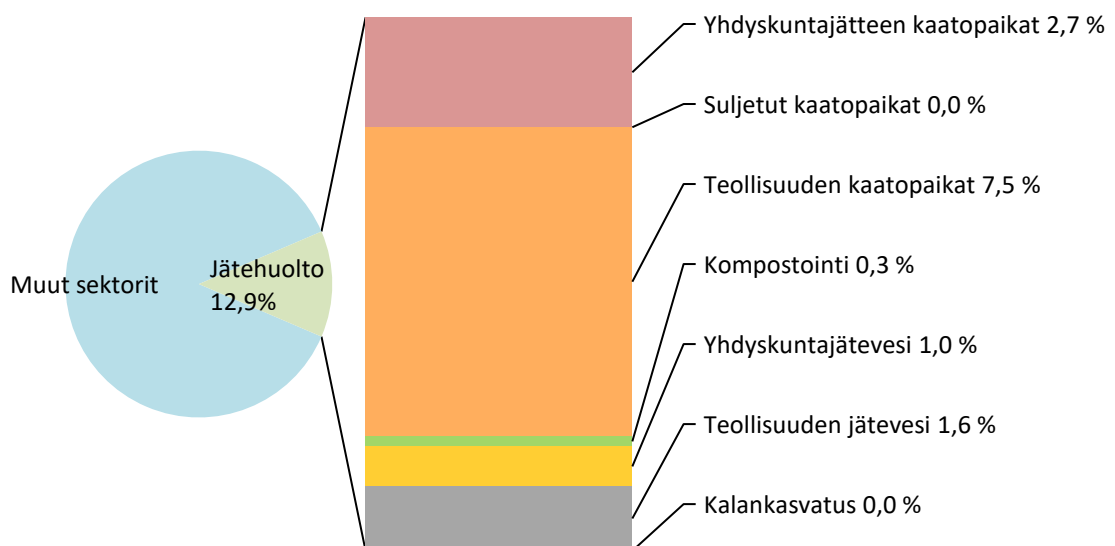 Muut sektorit
Jätehuolto
12,9%
Yhdyskuntajätteen kaatopaikat 2,7 %
Suljetut kaatopaikat 0,0 %
Teollisuuden kaatopaikat 7,5 %
Kompostointi 0,3 %
Yhdyskuntajätevesi 1,0 %
Teollisuuden jätevesi 1,6 %
Kalankasvatus 0,0 %